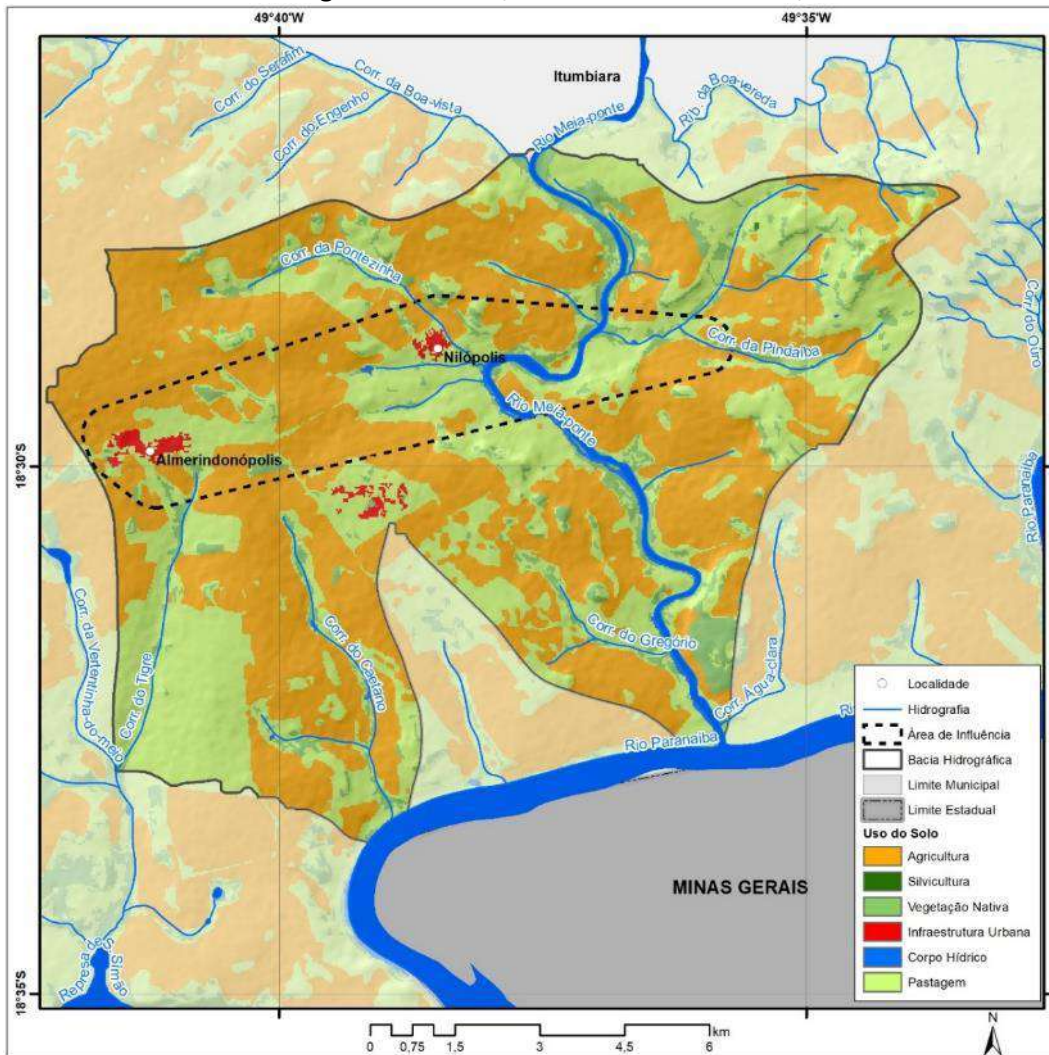 49°40'W
49°35'W
Corr. do Serafim
Corr. da Boa-vista
Corr. do Engenho
Itumbiara
Rio Meia-ponte
Rib. da Boa-vereda
Corr. da Pontezinha
Nilópolis
Corr. da Pindaíba
Corr. do Ouro
Rio Meia-ponte
Almerindonópolis
18°30'S
Rio Paranaíba
Corr. da Vertentinha-do-meio
Corr. do Tigre
Corr. do Caetano
Corr. do Gregório
Corr. Água-clara
Rio Paranaíba
MINAS GERAIS
Represa de S. Simão
18°35'S
Localidade
Hidrografia
Área de Influência
Bacia Hidrográfica
Limite Municipal
Limite Estadual
Uso do Solo
Agricultura
Silvicultura
Vegetação Nativa
Infraestrutura Urbana
Corpo Hídrico
Pastagem
km
0 0,75 1,5 3 4,5 6
N